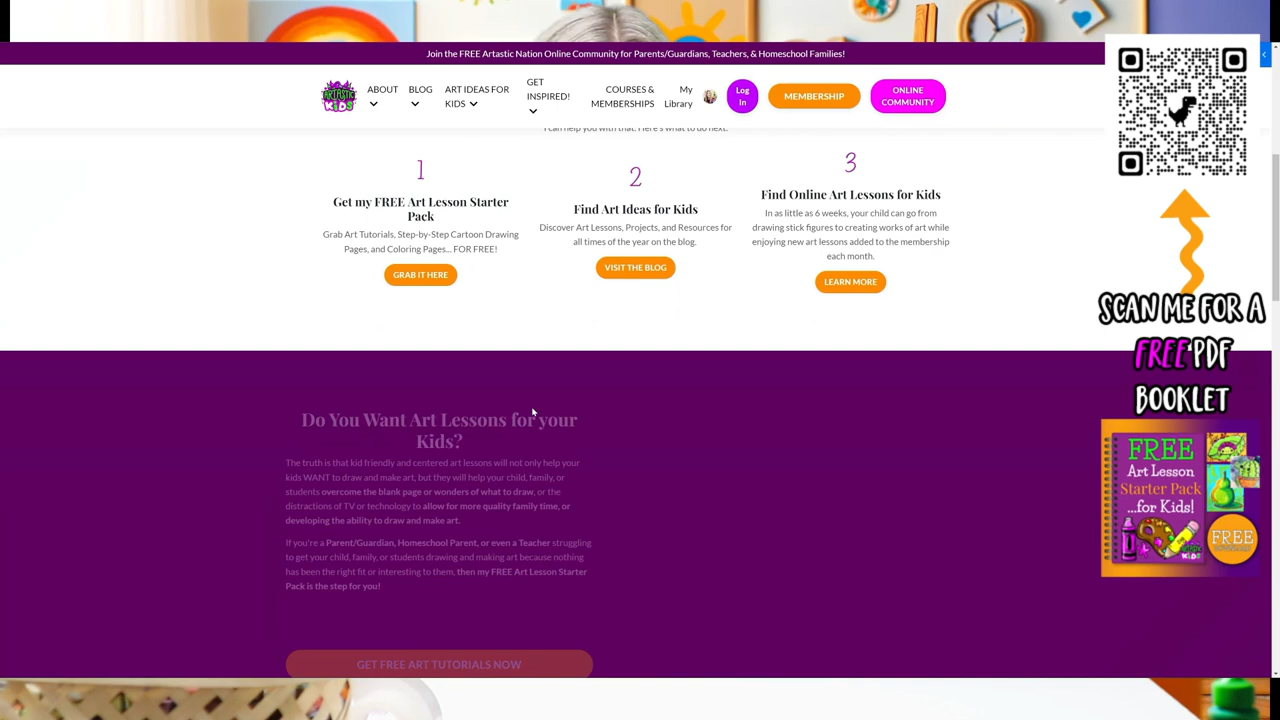 Join the FREE Artastic Nation Online Community for Parents/Guardians, Teachers, & Homeschool Families!
ARTASTIC
KIDS
ABOUT
BLOG
ART IDEAS FOR
KIDS
GET
INSPIRED!
COURSES &
MEMBERSHIPS
My
Library
Log
In
MEMBERSHIP
ONLINE
COMMUNITY
I can help you with that. Here's what to do next.
1
Get my FREE Art Lesson Starter
Pack
Grab Art Tutorials, Step-by-Step Cartoon Drawing
Pages, and Coloring Pages... FOR FREE!
GRAB IT HERE
2
Find Art Ideas for Kids
Discover Art Lessons, Projects, and Resources for
all times of the year on the blog.
VISIT THE BLOG
3
Find Online Art Lessons for Kids
In as little as 6 weeks, your child can go from
drawing stick figures to creating works of art while
enjoying new art lessons added to the membership
each month.
LEARN MORE
Do You Want Art Lessons for your
Kids?
The truth is that kid friendly and centered art lessons will not only help your
kids WANT to draw and make art, but they will help your child, family, or
students overcome the blank page or wonders of what to draw, or the
distractions of TV or technology to allow for more quality family time, or
developing the ability to draw and make art.
If you're a Parent/Guardian, Homeschool Parent, or even a Teacher struggling
to get your child, family, or students drawing and making art because nothing
has been the right fit or interesting to them, then my FREE Art Lesson Starter
Pack is the step for you!
GET FREE ART TUTORIALS NOW
SCAN ME FOR A
FREE PDF
BOOKLET
FREE
Art Lesson
Starter Pack
...for Kids!
FREE